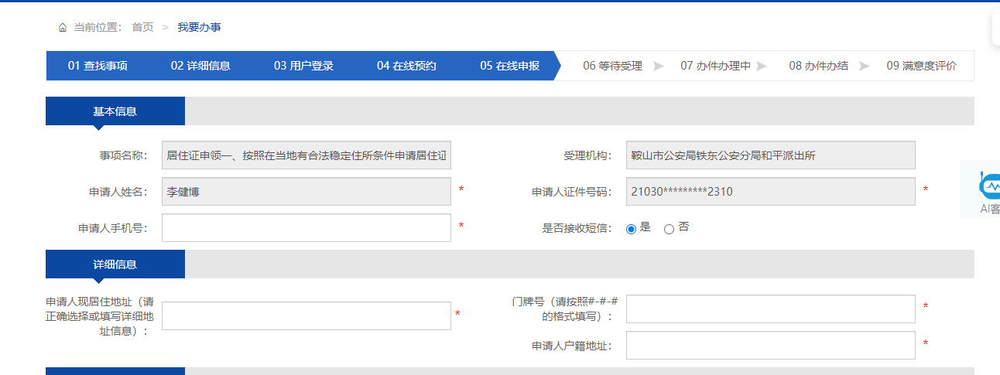 当前位置： 首页 > 我要办事
01 查找事项 02 详细信息 03 用户登录 04 在线预约 05 在线申报 06 等待受理 07 办件办理中 08 办件办结 09 满意度评价
基本信息
事项名称： 居住证申领一、按照在当地有合法稳定住所条件申请居住证 受理机构： 鞍山市公安局铁东公安分局和平派出所
申请人姓名： 李健博 * 申请人证件号码： 21030*********2310 *
申请人手机号： * 是否接收短信： 是 否
详细信息
申请人现居住地址（请
正确选择或填写详细地
址信息）： *
门牌号（请按照#-#-#
的格式填写）： *
申请人户籍地址： *
AI客